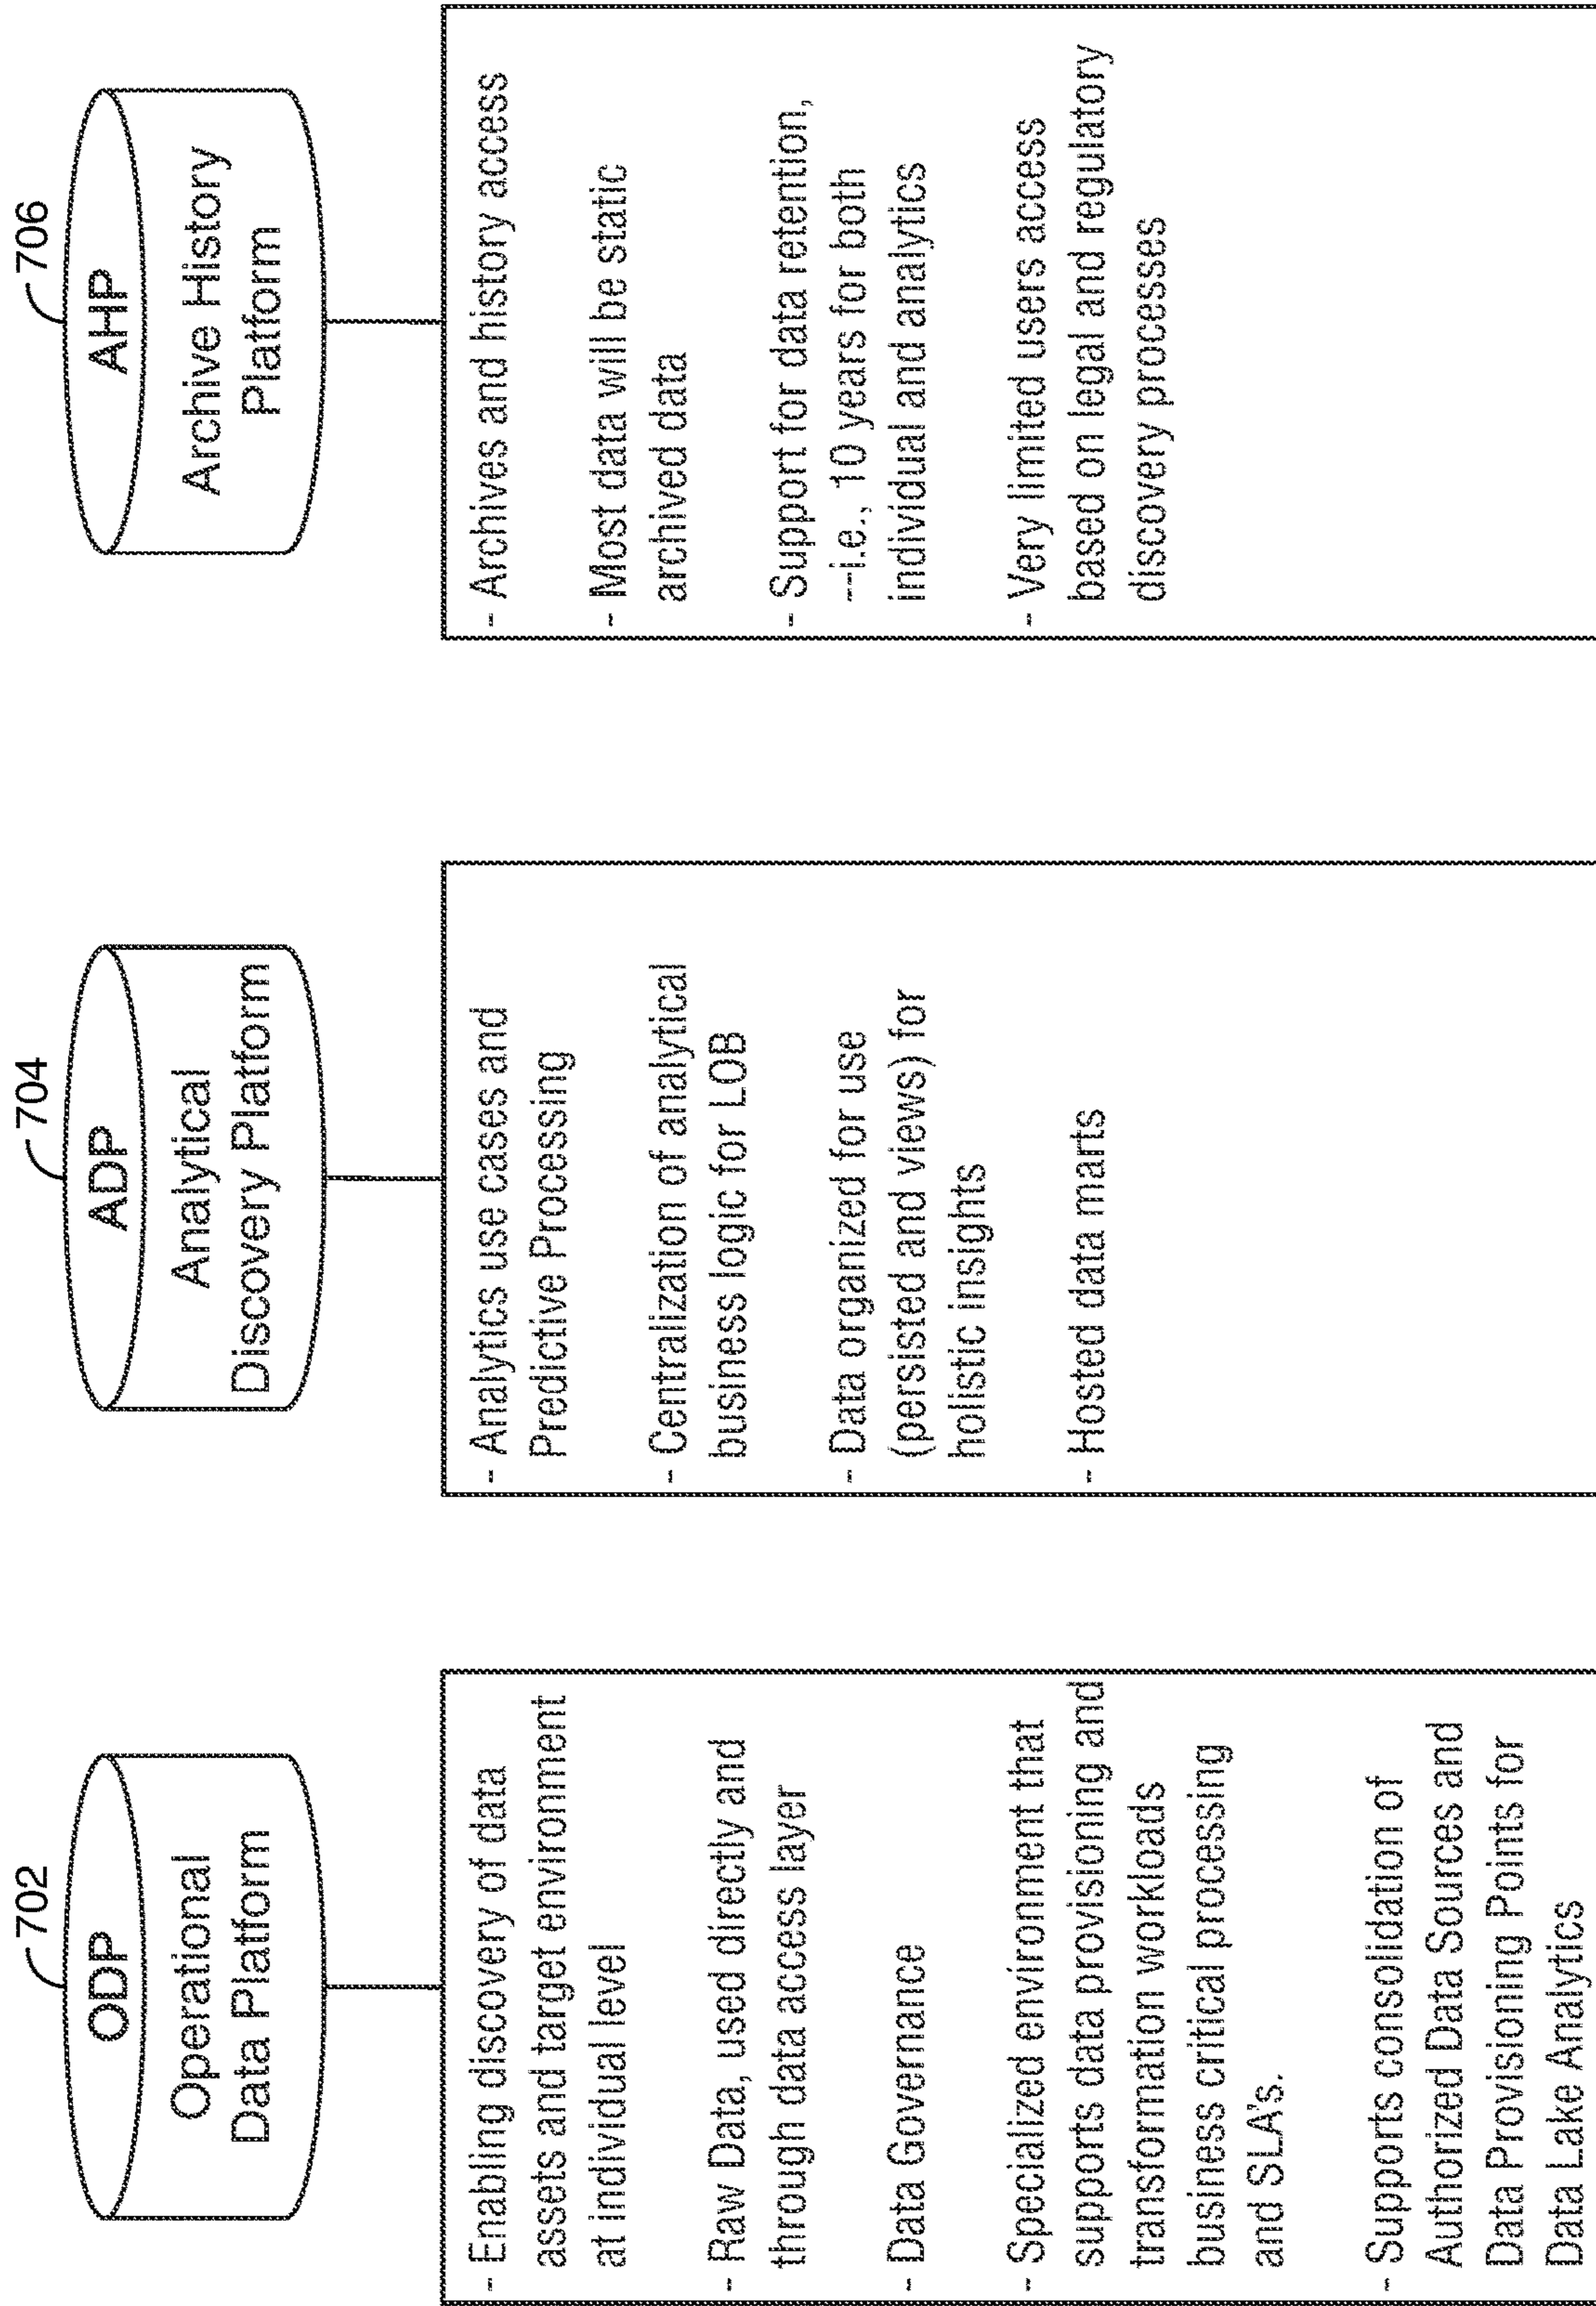 702
ODP
Operational
Data Platform
- Enabling discovery of data
assets and target environment
at individual level
- Raw Data, used directly and
through data access layer
- Data Governance
- Specialized environment that
supports data provisioning and
transformation workloads
business critical processing
and SLA's.
- Supports consolidation of
Authorized Data Sources and
Data Provisioning Points for
Data Lake Analytics
704
ADP
Analytical
Discovery Platform
- Analytics use cases and
Predictive Processing
- Centralization of analytical
business logic for LOB
- Data organized for use
(persisted and views) for
holistic insights
- Hosted data marts
706
AHP
Archive History
Platform
- Archives and history access
- Most data will be static
archived data
- Support for data retention,
--i.e., 10 years for both
individual and analytics
- Very limited users access
based on legal and regulatory
discovery processes